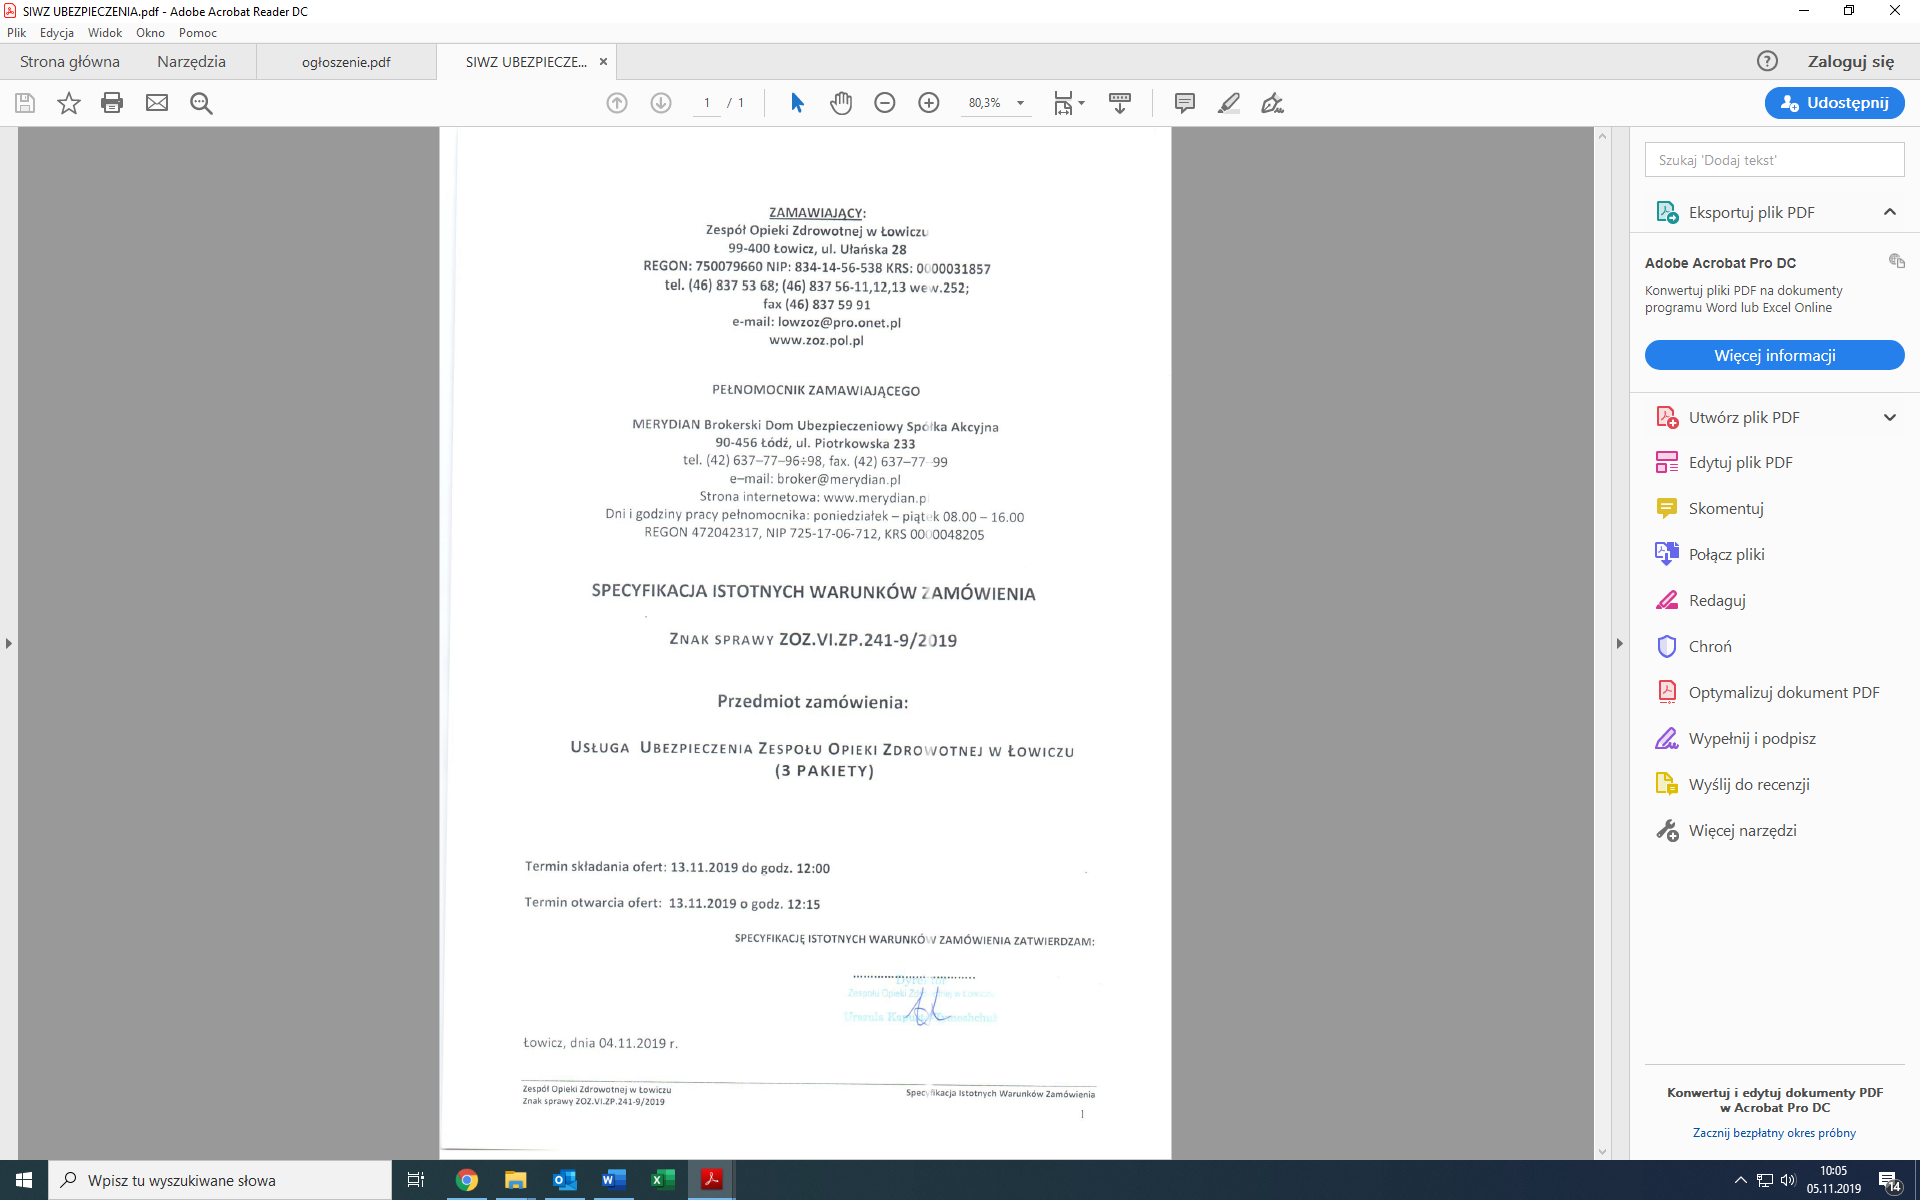 SIWZ UBEZPIECZENIA.pdf - Adobe Acrobat Reader DC
Plik Edycja Widok Okno Pomoc
Strona główna Narzędzia ogłoszenie.pdf SIWZ UBEZPIECZE... Zaloguj się
1 / 1 80,3% Udostępnij
ZAMAWIAJĄCY:
Zespół Opieki Zdrowotnej w Łowiczu
99-400 Łowicz, ul. Ułańska 28
REGON: 750079660 NIP: 834-14-56-538 KRS: 0000031857
tel. (46) 837 53 68; (46) 837 56-11,12,13 wew.252;
fax (46) 837 59 91
e-mail: lowzoz@pro.onet.pl
www.zoz.pol.pl
PEŁNOMOCNIK ZAMAWIAJĄCEGO
MERYDIAN Brokerski Dom Ubezpieczeniowy Spółka Akcyjna
90-456 Łódź, ul. Piotrkowska 233
tel. (42) 637–77–96÷98, fax. (42) 637–77–99
e–mail: broker@merydian.pl
Strona internetowa: www.merydian.pl
Dni i godziny pracy pełnomocnika: poniedziałek – piątek 08.00 – 16.00
REGON 472042317, NIP 725-17-06-712, KRS 0000048205
SPECYFIKACJA ISTOTNYCH WARUNKÓW ZAMÓWIENIA
ZNAK SPRAWY ZOZ.VI.ZP.241-9/2019
Przedmiot zamówienia:
USŁUGA UBEZPIECZENIA ZESPOŁU OPIEKI ZDROWOTNEJ W ŁOWICZU
(3 PAKIETY)
Termin składania ofert: 13.11.2019 do godz. 12:00
Termin otwarcia ofert: 13.11.2019 o godz. 12:15
SPECYFIKACJĘ ISTOTNYCH WARUNKÓW ZAMÓWIENIA ZATWIERDZAM:
Dyrektor
Zespołu Opieki Zdrowotnej w Łowiczu
Urszula
Łowicz, dnia 04.11.2019 r.
Zespół Opieki Zdrowotnej w Łowiczu Specyfikacja Istotnych Warunków Zamówienia
Znak sprawy ZOZ.VI.ZP.241-9/2019
1
Szukaj 'Dodaj tekst'
Eksportuj plik PDF
Adobe Acrobat Pro DC
Konwertuj pliki PDF na dokumenty
programu Word lub Excel Online
Więcej informacji
Utwórz plik PDF
Edytuj plik PDF
Skomentuj
Połącz pliki
Redaguj
Chroń
Optymalizuj dokument PDF
Wypełnij i podpisz
Wyślij do recenzji
Więcej narzędzi
Konwertuj i edytuj dokumenty PDF
w Acrobat Pro DC
Zacznij bezpłatny okres próbny
Wpisz tu wyszukiwane słowa
10:05
05.11.2019
14